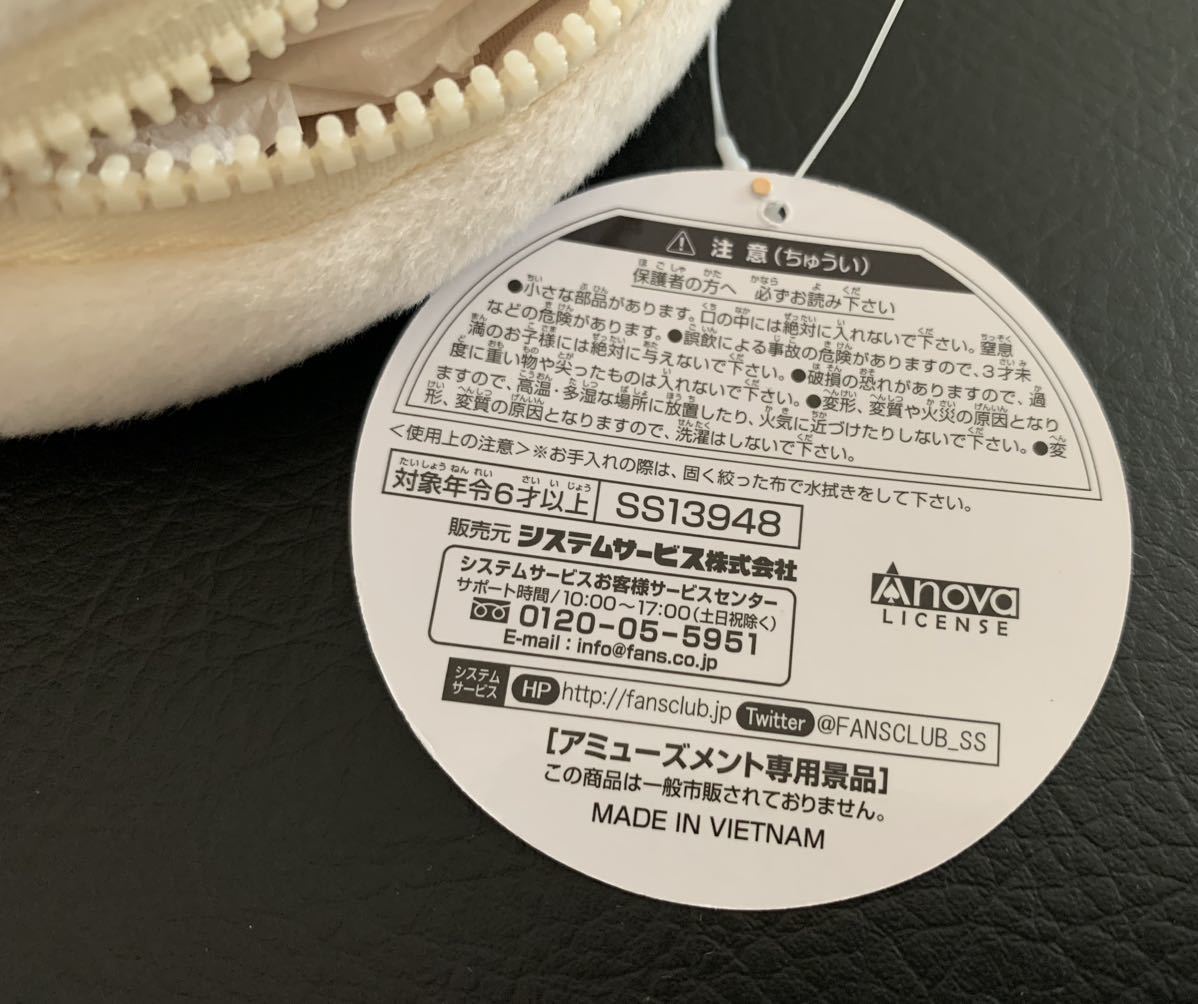 注意(ちゅうい)
保護者の方へ 必ずお読み下さい
●小さな部品があります。口の中には絶対に入れないで下さい。窒息
などの危険があります。●誤飲による事故の危険がありますので、3才未
満のお子様には絶対に与えないで下さい。●破損の恐れがありますので、過
度に重い物や尖ったものは入れないで下さい。●変形、変質や火災の原因となり
ますので、高温・多湿な場所に放置したり、火気に近づけたりしないで下さい。●変
形、変質の原因となりますので、洗濯はしないで下さい。
<使用上の注意>※お手入れの際は、固く絞った布で水拭きをして下さい。
対象年令6才以上 SS13948
販売元 システムサービス株式会社
システムサービスお客様サービスセンター
サポート時間/10:00～17:00(土日祝除く)
0120-05-5951
E-mail : info@fans.co.jp
Anova
LICENSE
システム
サービス
HP http://fansclub.jp Twitter @FANSCLUB_SS
[アミューズメント専用景品]
この商品は一般市販されておりません。
MADE IN VIETNAM